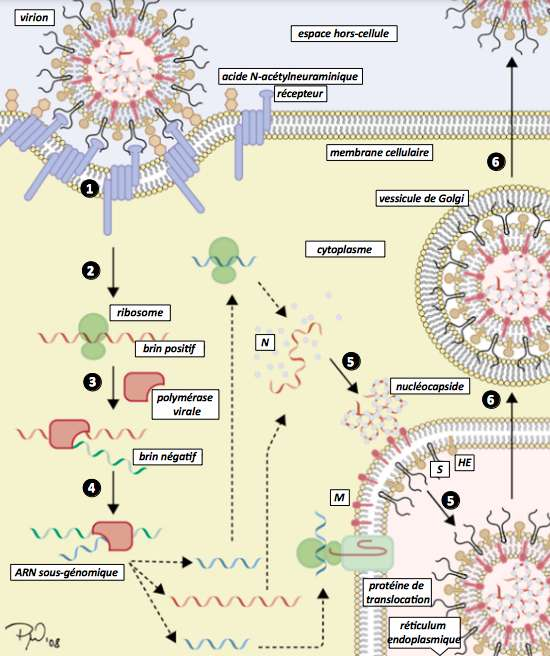 virion
espace hors-cellule
acide N-acétylneuraminique
récepteur
membrane cellulaire
1
6
vessicule de Golgi
2
cytoplasme
ribosome
N
brin positif
5
3
polymérase
virale
nucléocapside
6
brin négatif
S
HE
4
M
5
ARN sous-génomique
protéine de
translocation
réticulum
endoplasmique
'08